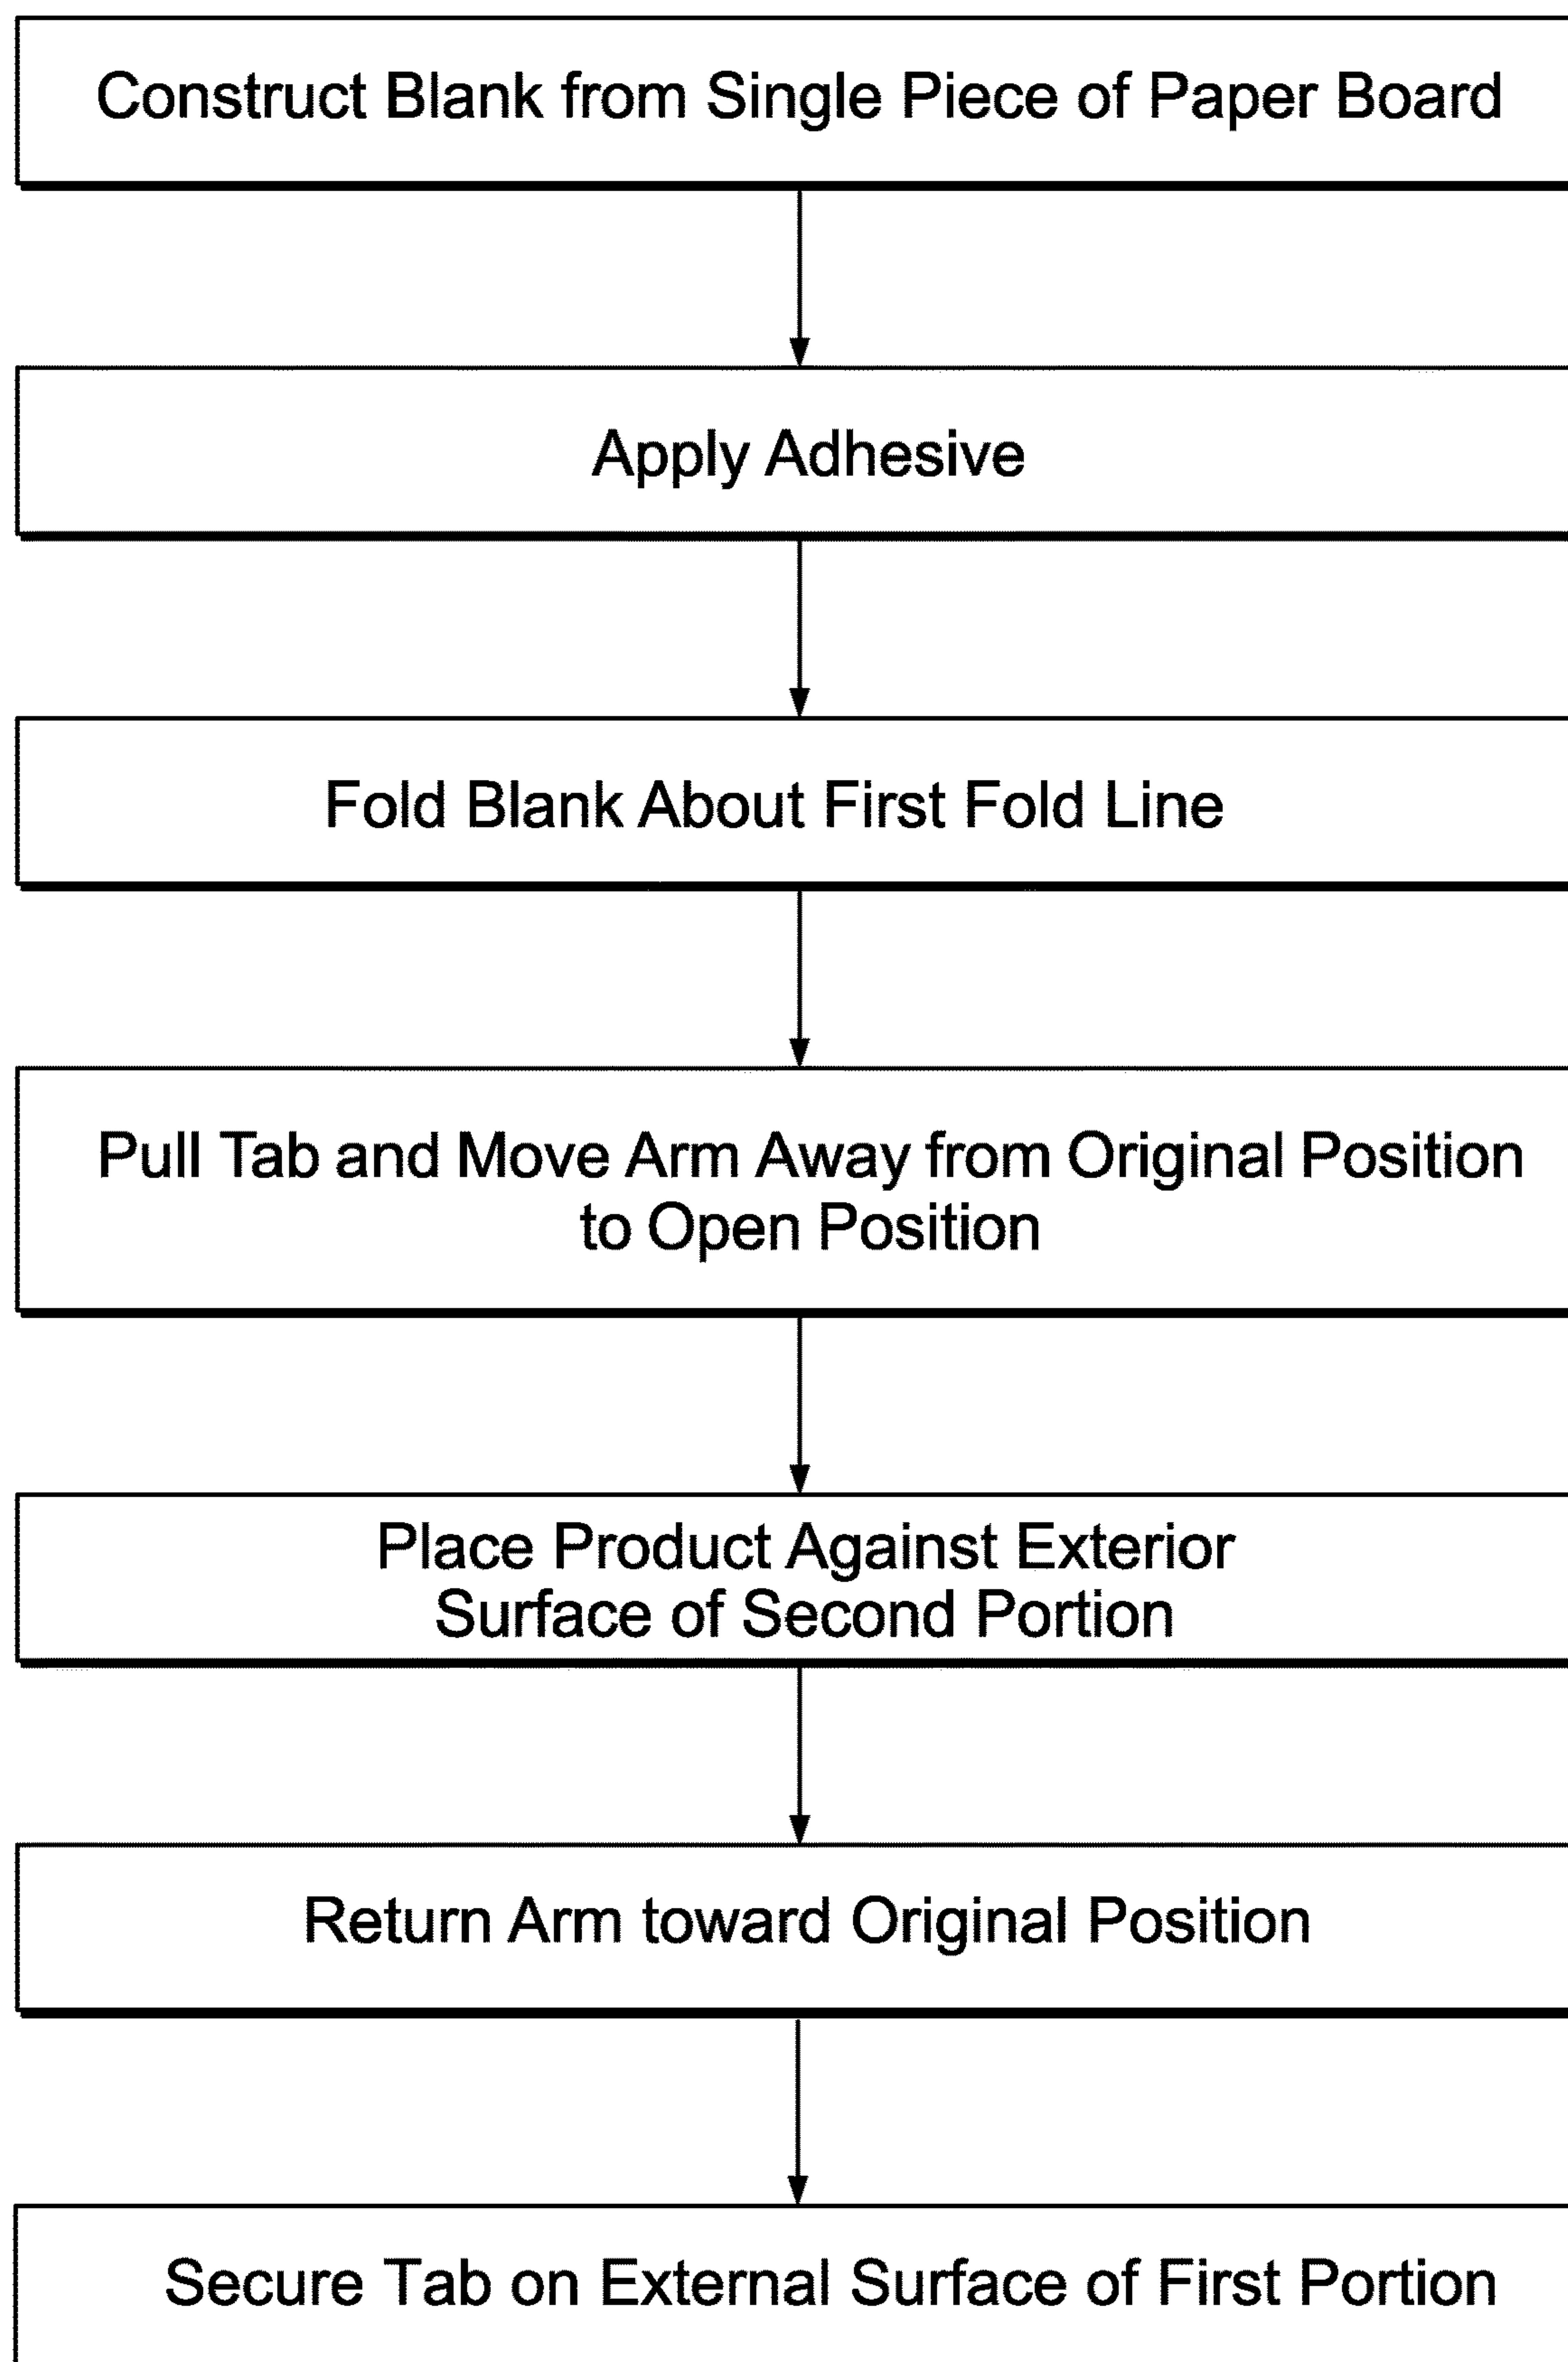 Construct Blank from Single Piece of Paper Board
Apply Adhesive
Fold Blank About First Fold Line
Pull Tab and Move Arm Away from Original Position
to Open Position
Place Product Against Exterior
Surface of Second Portion
Return Arm toward Original Position
Secure Tab on External Surface of First Portion